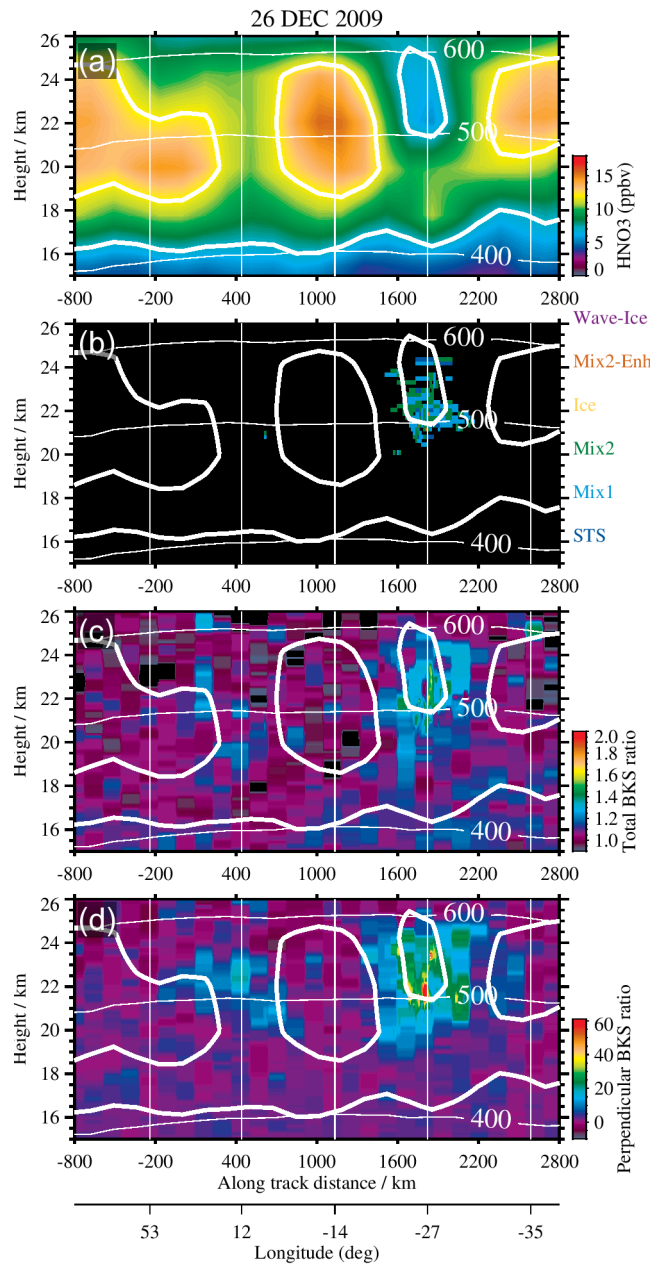 26 DEC 2009
(a)
26
24
22
20
18
16
Height / km
600
500
400
15
10
5
0
HNO3 (ppbv)
-800 -200 400 1000 1600 2200 2800
(b)
26
24
22
20
18
16
Height / km
600
500
400
Wave-Ice
Mix2-Enh
Ice
Mix2
Mix1
STS
-800 -200 400 1000 1600 2200 2800
(c)
26
24
22
20
18
16
Height / km
600
500
400
2.0
1.8
1.6
1.4
1.2
1.0
Total BKS ratio
-800 -200 400 1000 1600 2200 2800
(d)
26
24
22
20
18
16
Height / km
600
500
400
60
40
20
0
Perpendicular BKS ratio
-800 -200 400 1000 1600 2200 2800
Along track distance / km
53 12 -14 -27 -35
Longitude (deg)